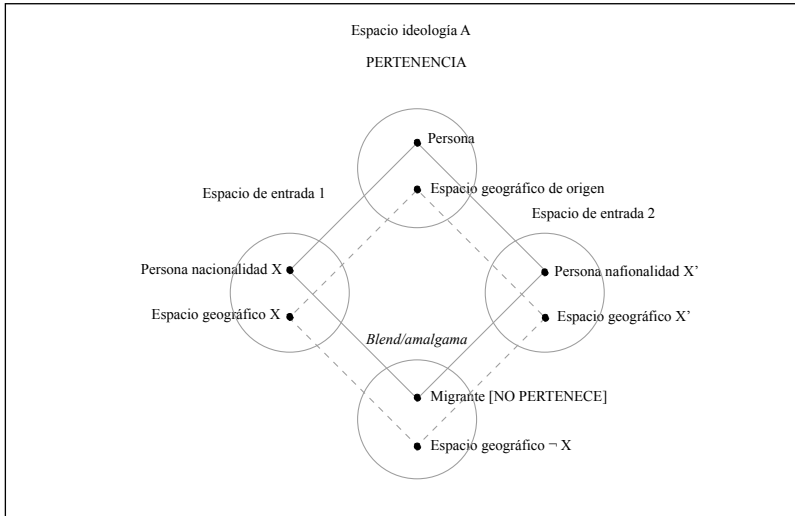 Espacio ideología A
PERTENENCIA
Persona
Espacio geográfico de origen
Espacio de entrada 1
Espacio de entrada 2
Persona nacionalidad X
Persona nafionalidad X’
Espacio geográfico X
Espacio geográfico X’
Blend/amalgama
Migrante [NO PERTENECE]
Espacio geográfico ¬ X